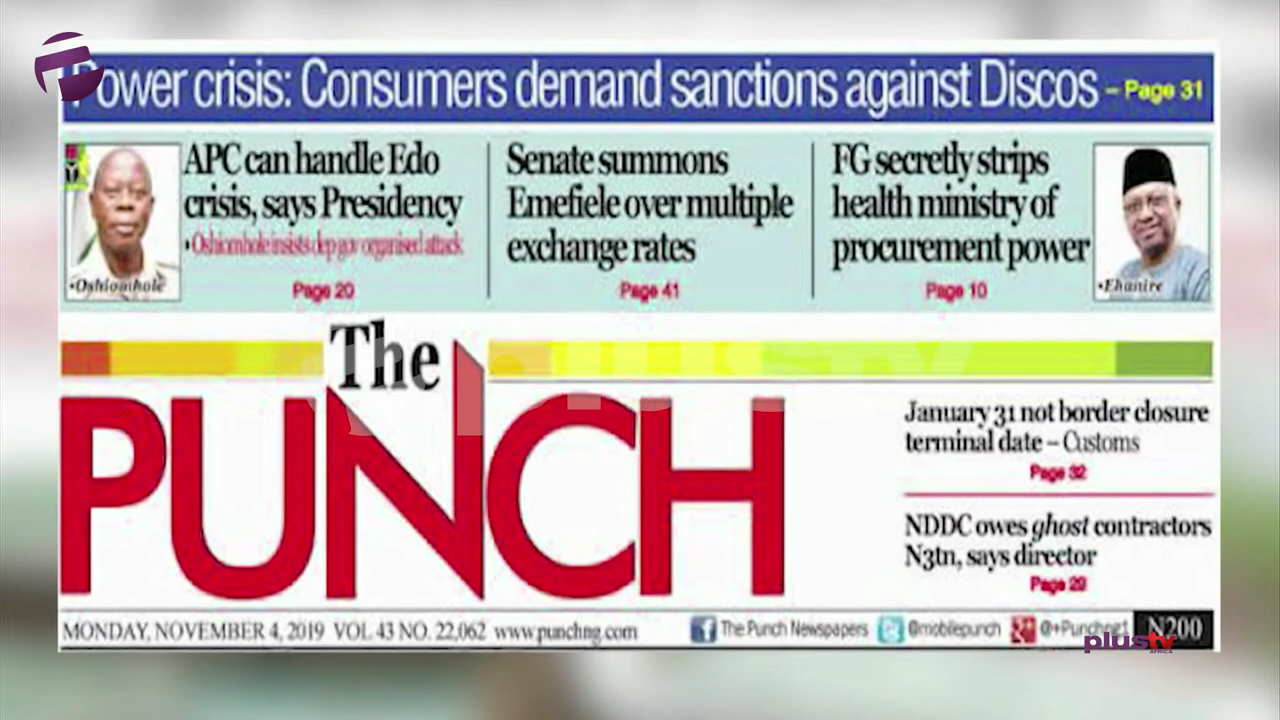 Power crisis: Consumers demand sanctions against Discos – Page 31
APC can handle Edo
crisis, says Presidency
•Oshiomhole insists dep gov organised attack
Page 20
•Oshiomhole
Senate summons
Emefiele over multiple
exchange rates
Page 41
FG secretly strips
health ministry of
procurement power
Page 10
•Ehanire
The
PUNCH
January 31 not border closure
terminal date – Customs
Page 32
NDDC owes ghost contractors
N3tn, says director
Page 29
MONDAY, NOVEMBER 4, 2019 VOL. 43 NO. 22,062 www.punchng.com
The Punch Newspapers
@mobilepunch
@+Punchng1
N200
plustv
AFRICA